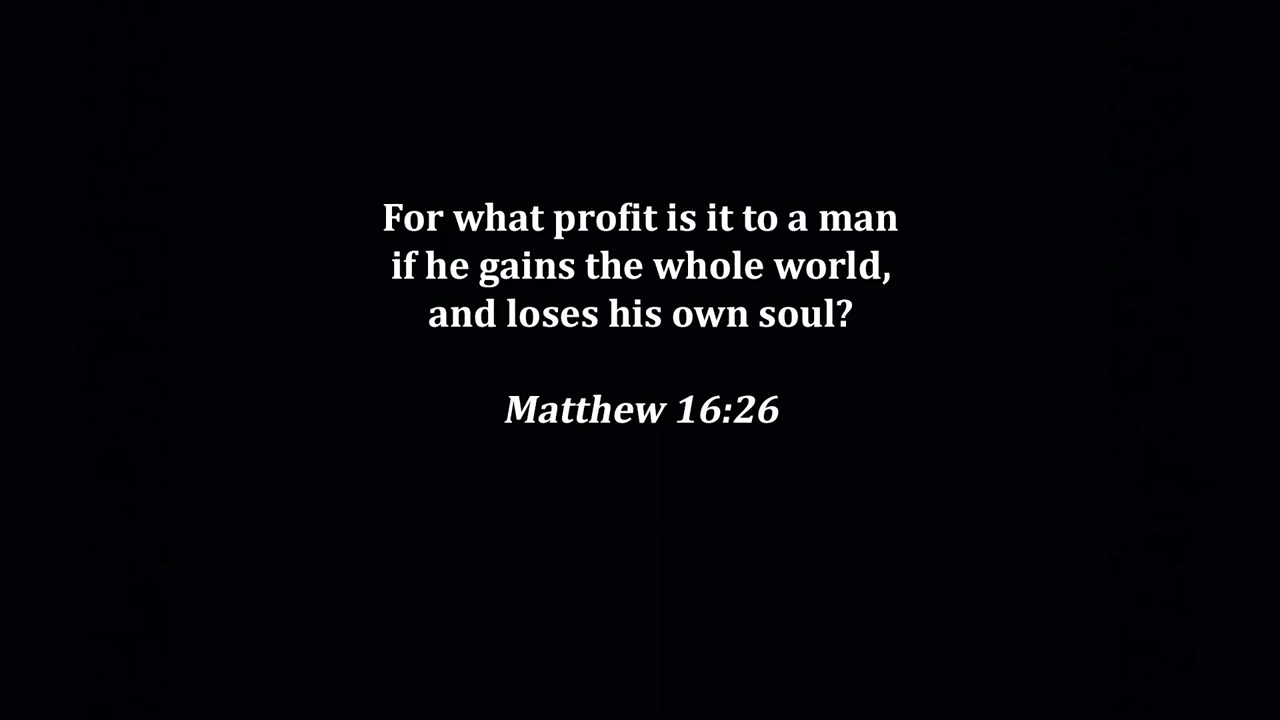 For what profit is it to a man
if he gains the whole world,
and loses his own soul?
Matthew 16:26